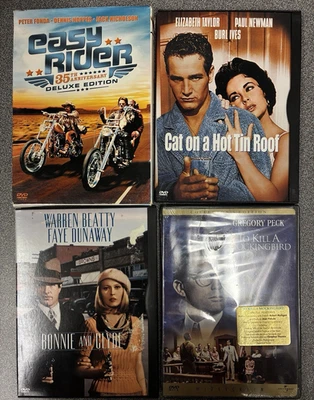 PETER FONDA · DENNIS HOPPER · JACK NICHOLSON
easy
RIDER
35TH ANNIVERSARY
DELUXE EDITION
DVD
ELIZABETH TAYLOR PAUL NEWMAN
BURL IVES
Cat on a Hot Tin Roof
DVD
WARREN BEATTY
FAYE DUNAWAY
BONNIE AND CLYDE
DVD
GREGORY PECK
TO KILL A
MOCKINGBIRD